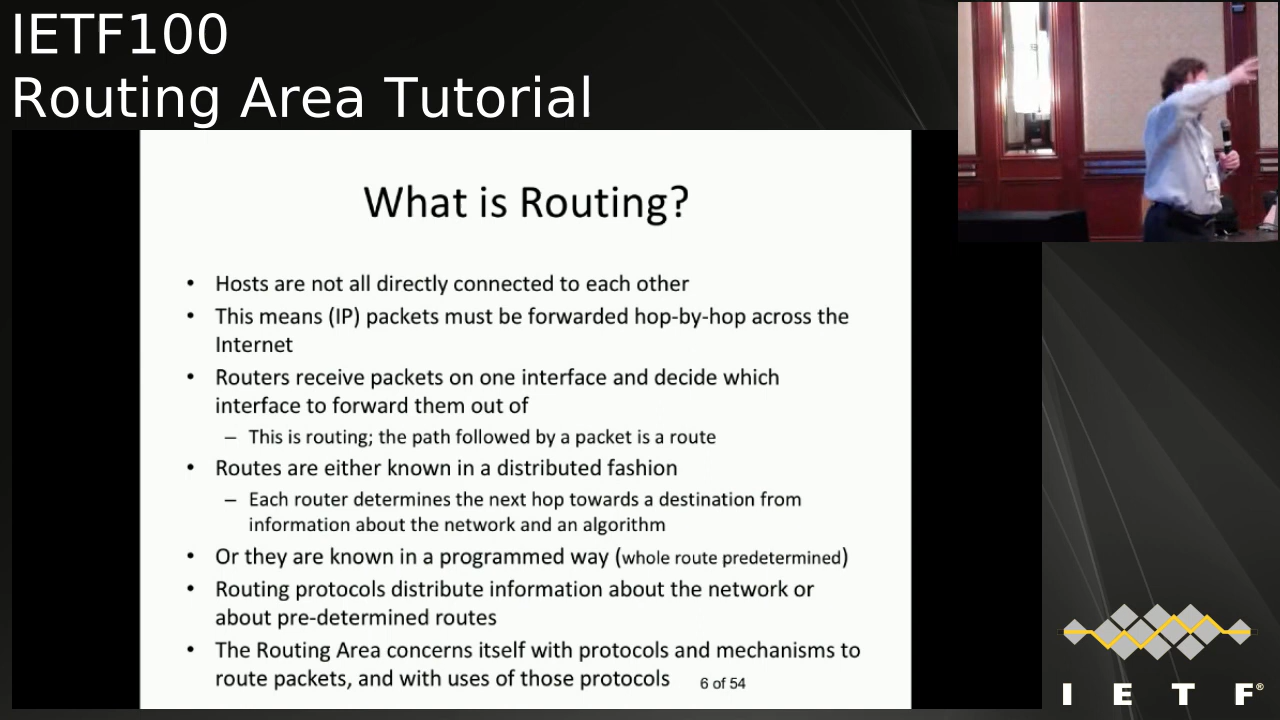 IETF100
Routing Area Tutorial
What is Routing?
• Hosts are not all directly connected to each other
• This means (IP) packets must be forwarded hop-by-hop across the
Internet
• Routers receive packets on one interface and decide which
interface to forward them out of
– This is routing; the path followed by a packet is a route
• Routes are either known in a distributed fashion
– Each router determines the next hop towards a destination from
information about the network and an algorithm
• Or they are known in a programmed way (whole route predetermined)
• Routing protocols distribute information about the network or
about pre-determined routes
• The Routing Area concerns itself with protocols and mechanisms to
route packets, and with uses of those protocols
6 of 54
I E T F®